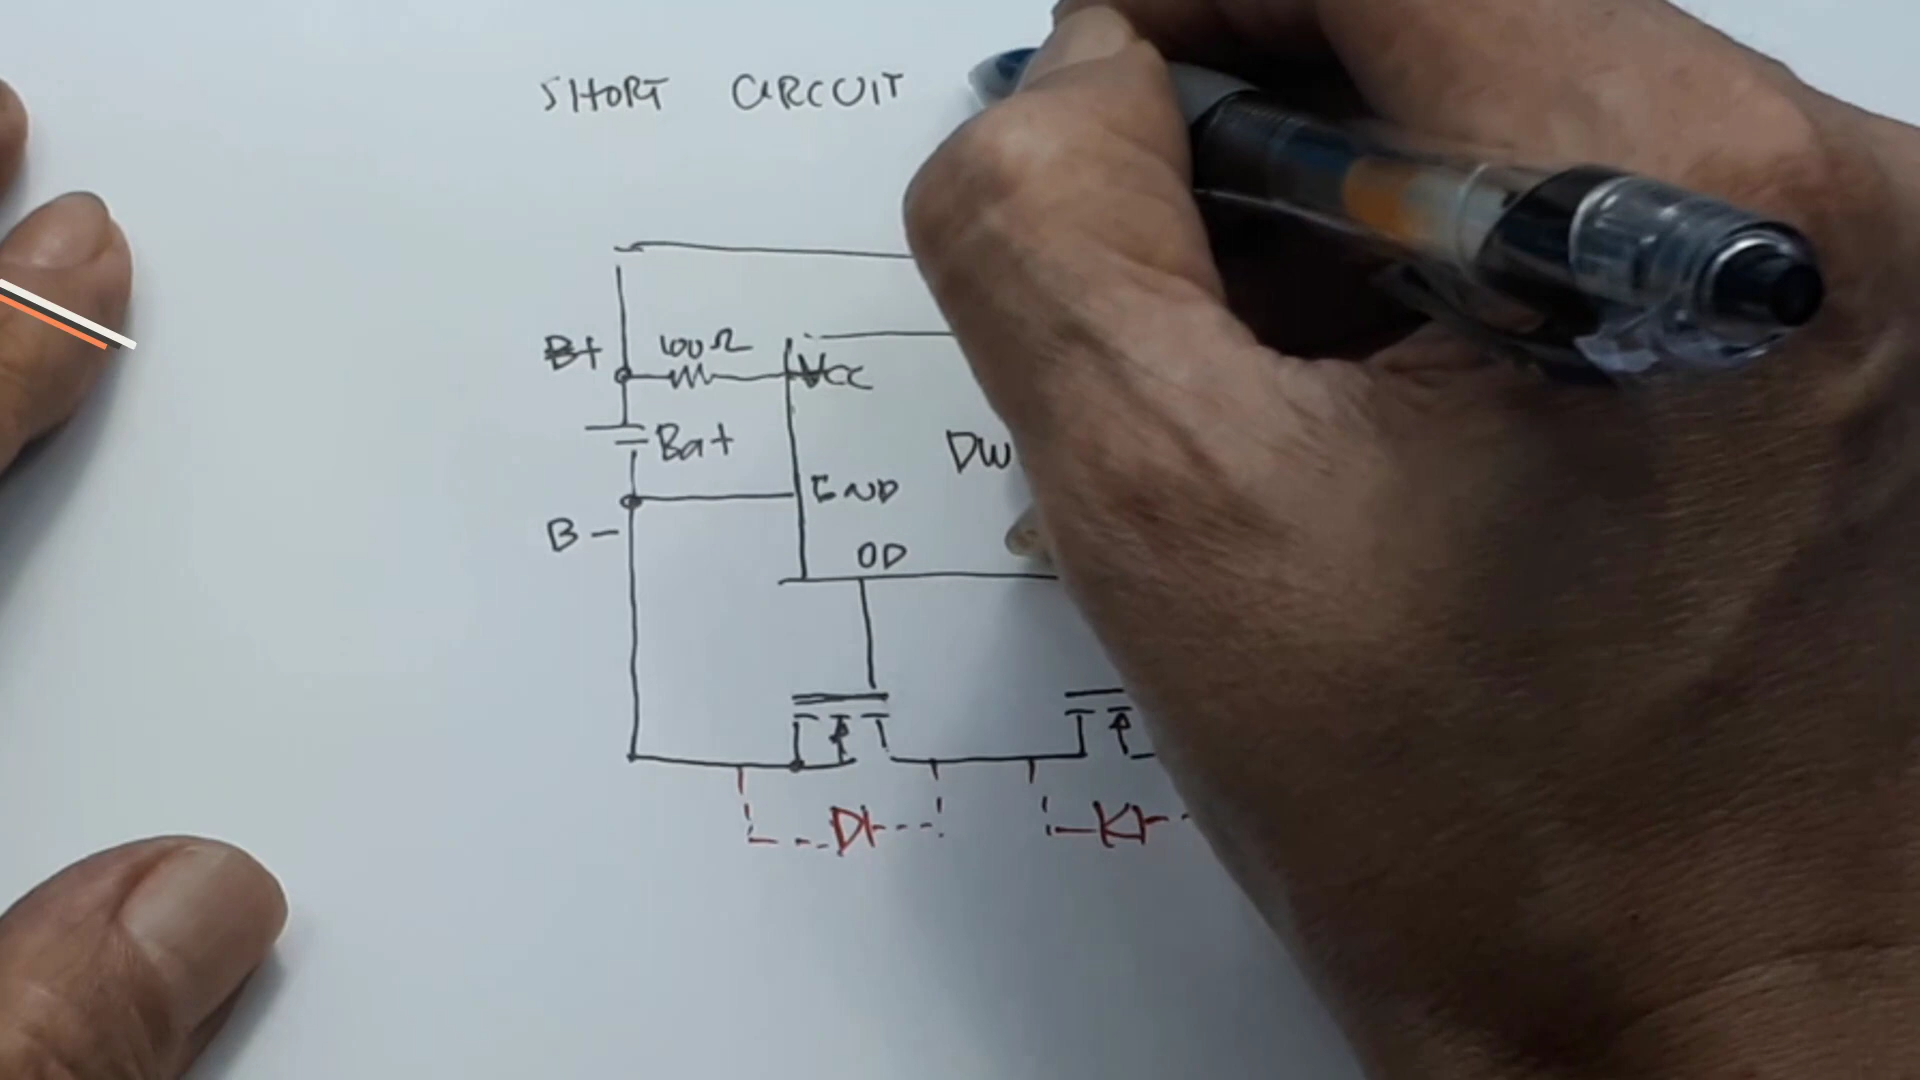 SHORT CIRCUIT
B+ 100Ω VCC
Bat DW
GND
B-
OD